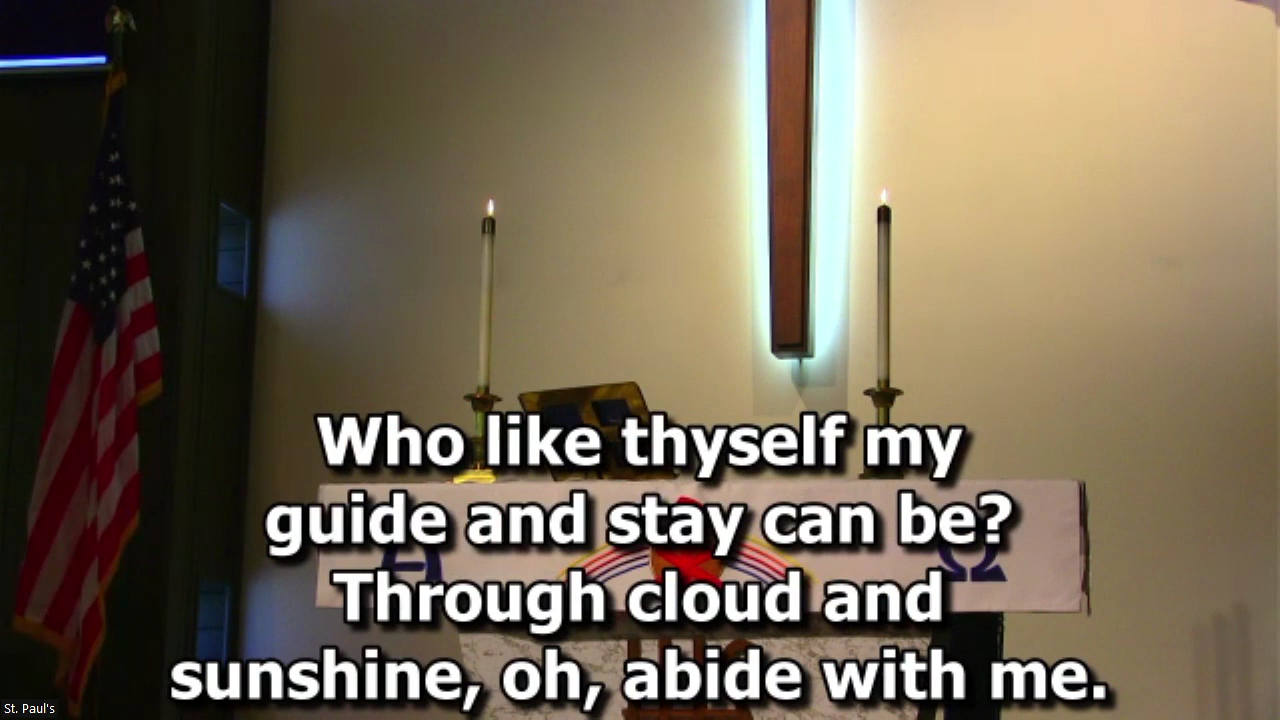 Who like thyself my
guide and stay can be?
Α Ω
Through cloud and
sunshine, oh, abide with me.
St. Paul's